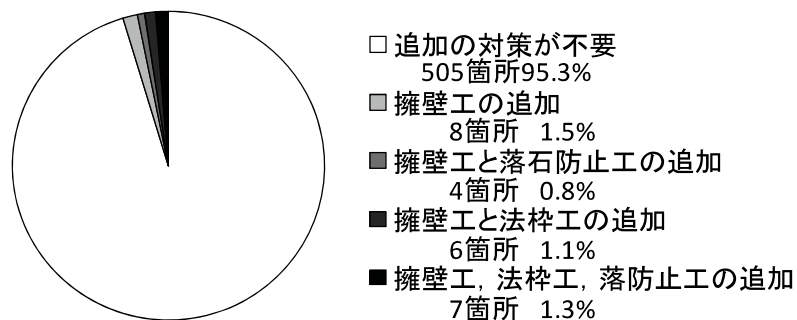 追加の対策が不要
505箇所95.3%
擁壁工の追加
8箇所 1.5%
擁壁工と落石防止工の追加
4箇所 0.8%
擁壁工と法枠工の追加
6箇所 1.1%
擁壁工，法枠工，落防止工の追加
7箇所 1.3%